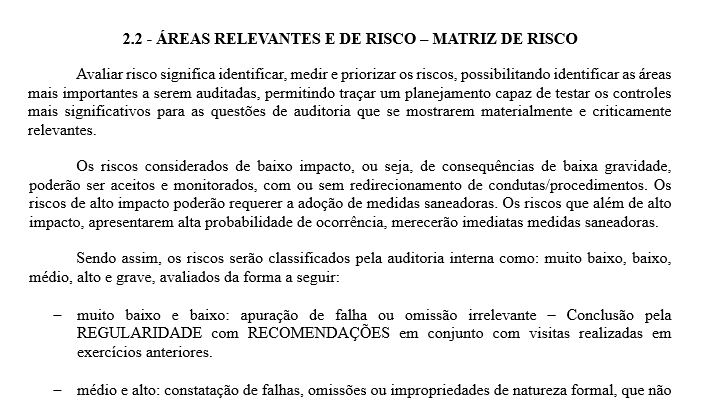 2.2 - ÁREAS RELEVANTES E DE RISCO – MATRIZ DE RISCO
Avaliar risco significa identificar, medir e priorizar os riscos, possibilitando identificar as áreas
mais importantes a serem auditadas, permitindo traçar um planejamento capaz de testar os controles
mais significativos para as questões de auditoria que se mostrarem materialmente e criticamente
relevantes.
Os riscos considerados de baixo impacto, ou seja, de consequências de baixa gravidade,
poderão ser aceitos e monitorados, com ou sem redirecionamento de condutas/procedimentos. Os
riscos de alto impacto poderão requerer a adoção de medidas saneadoras. Os riscos que além de alto
impacto, apresentarem alta probabilidade de ocorrência, merecerão imediatas medidas saneadoras.
Sendo assim, os riscos serão classificados pela auditoria interna como: muito baixo, baixo,
médio, alto e grave, avaliados da forma a seguir:
– muito baixo e baixo: apuração de falha ou omissão irrelevante – Conclusão pela
REGULARIDADE com RECOMENDAÇÕES em conjunto com visitas realizadas em
exercícios anteriores.
– médio e alto: constatação de falhas, omissões ou impropriedades de natureza formal, que não